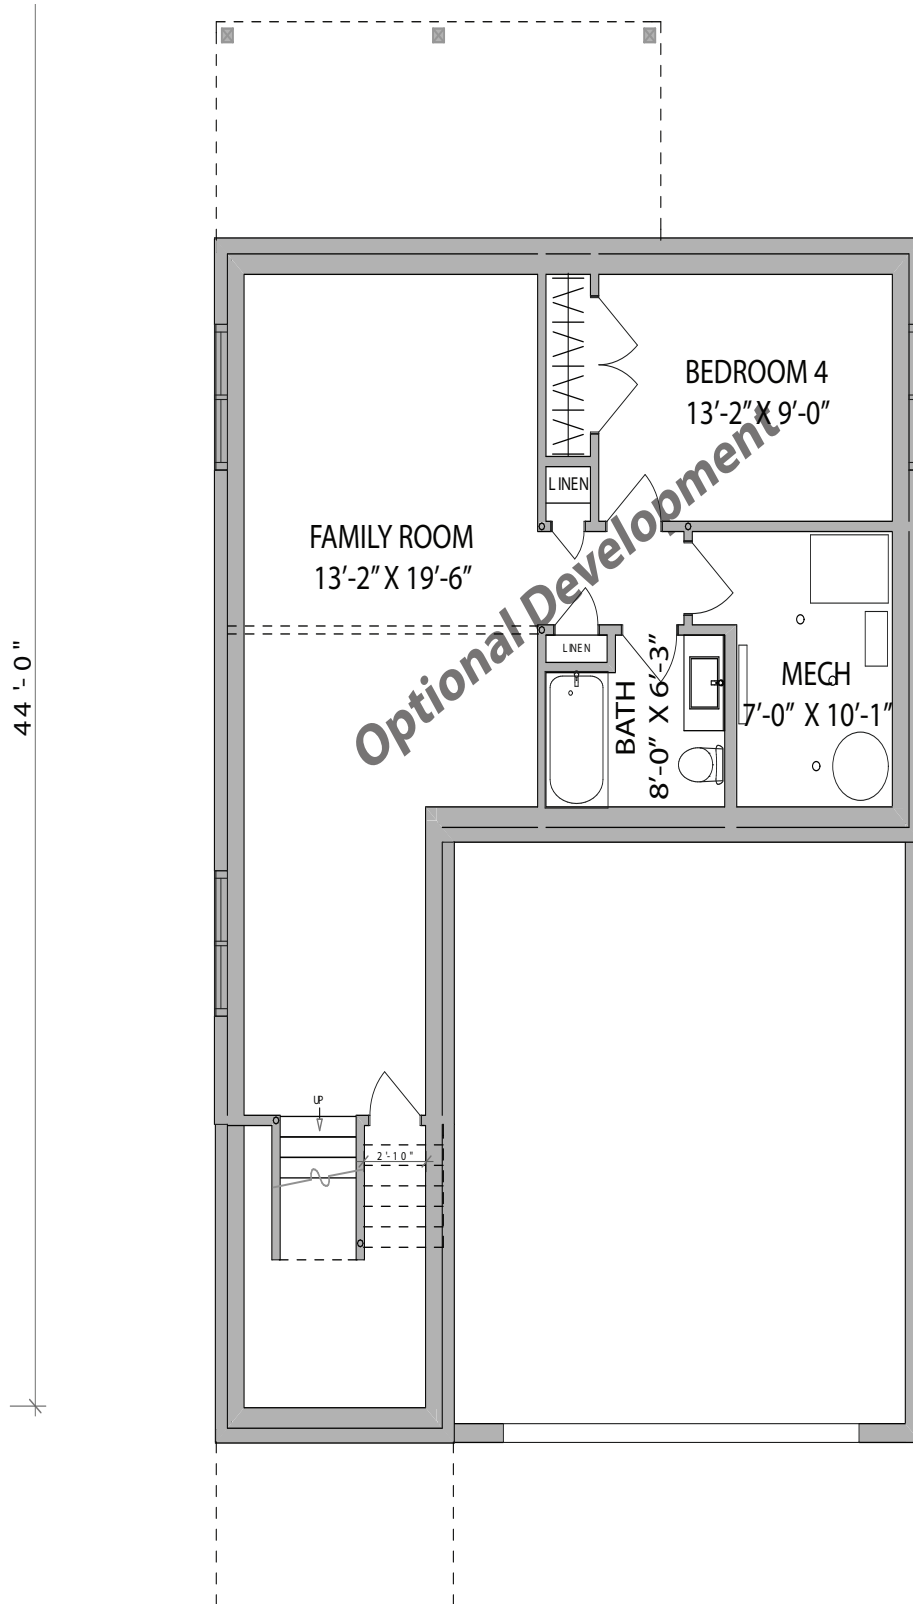 BEDROOM 4
13’-2” X 9’-0”
LINEN
FAMILY ROOM
13’-2” X 19’-6”
Optional Development
LINEN
BATH
8’-0” X 6’-3”
MECH
7’-0” X 10’-1”
44'-0"
UP
2'-10"